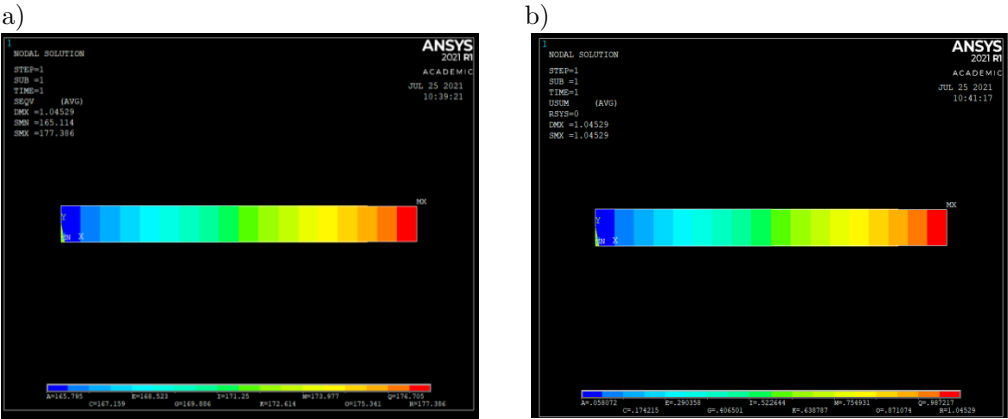 a)
1
NODAL SOLUTION
STEP=1
SUB =1
TIME=1
SEQV (AVG)
DMX =1.04529
SMN =165.114
SMX =177.386
ANSYS
2021 R1
ACADEMIC
JUL 25 2021
10:39:21
MX
Y
MN X
A=165.795 E=168.523 I=171.25 M=173.977 Q=176.705
C=167.159 G=169.886 K=172.614 O=175.341 R=177.386
b)
1
NODAL SOLUTION
STEP=1
SUB =1
TIME=1
USUM (AVG)
RSYS=0
DMX =1.04529
SMX =1.04529
ANSYS
2021 R1
ACADEMIC
JUL 25 2021
10:41:17
MX
Y
MN X
A=.058072 E=.290358 I=.522644 M=.754931 Q=.987217
C=.174215 G=.406501 K=.638787 O=.871074 R=1.04529